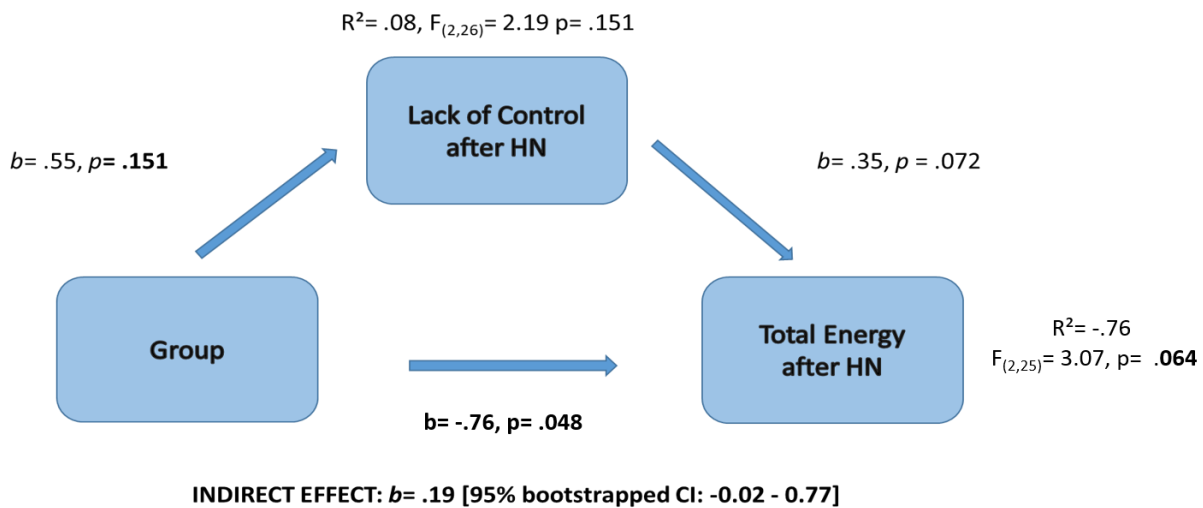 R²= .08, F(2,26)= 2.19 p= .151
Lack of Control
after HN
b= .55, p= .151
b= .35, p = .072
Group
Total Energy
after HN
R²= -.76
F(2,25)= 3.07, p= .064
b= -.76, p= .048
INDIRECT EFFECT: b= .19 [95% bootstrapped CI: -0.02 - 0.77]